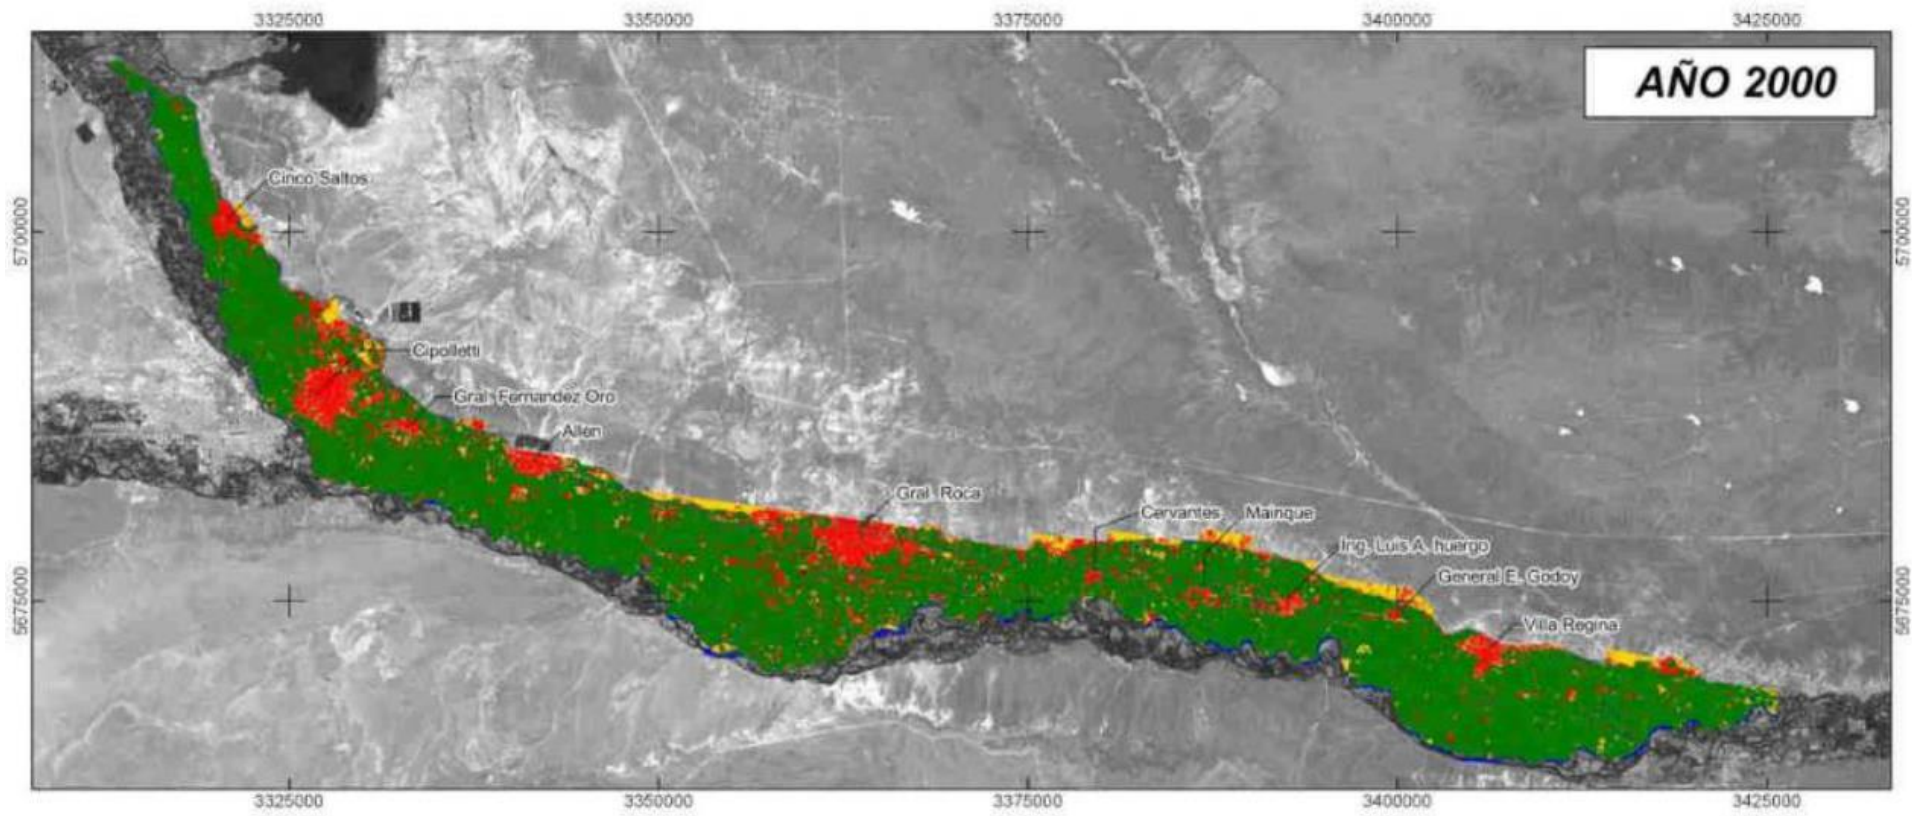 3325000 3350000 3375000 3400000 3425000
AÑO 2000
Cinco Saltos
5700000 5700000
Cipolletti
Gral. Fernandez Oro
Allen
Gral. Roca
Cervantes Mainque
Ing. Luis A. huergo
General E. Godoy
5675000 5675000
Villa Regina
3325000 3350000 3375000 3400000 3425000